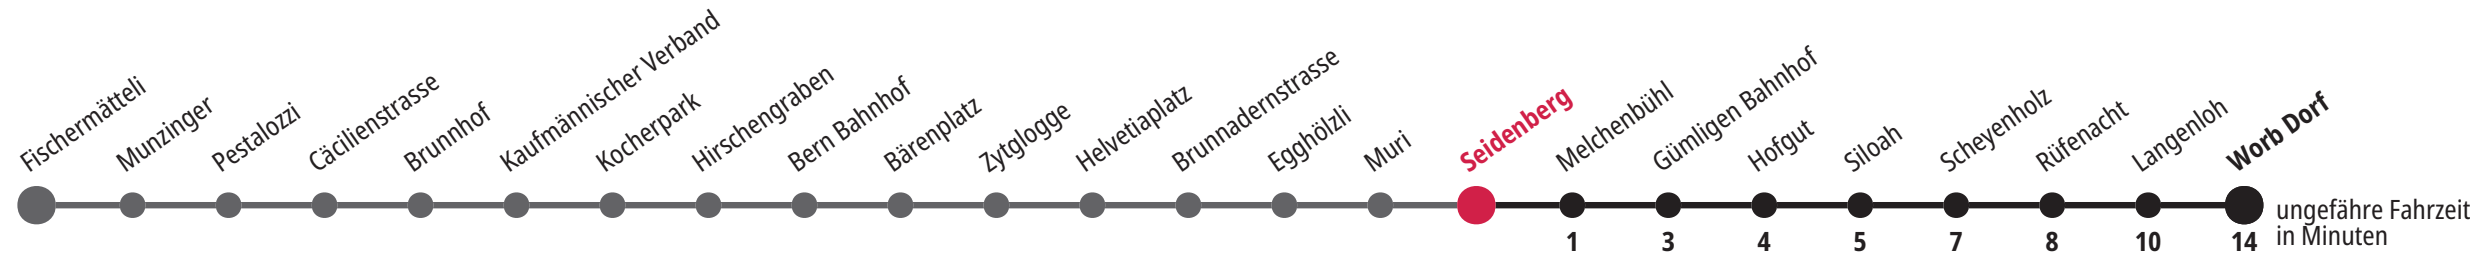 Fischermätteli
Munzinger
Pestalozzi
Cäcilienstrasse
Brunnhof
Kaufmännischer Verband
Kocherpark
Hirschengraben
Bern Bahnhof
Bärenplatz
Zytglogge
Helvetiaplatz
Brunnadernstrasse
Egghölzli
Muri
Seidenberg
Melchenbühl
Gümligen Bahnhof
Hofgut
Siloah
Scheyenholz
Rüfenacht
Langenloh
Worb Dorf
1 3 4 5 7 8 10 14
ungefähre Fahrzeit
in Minuten